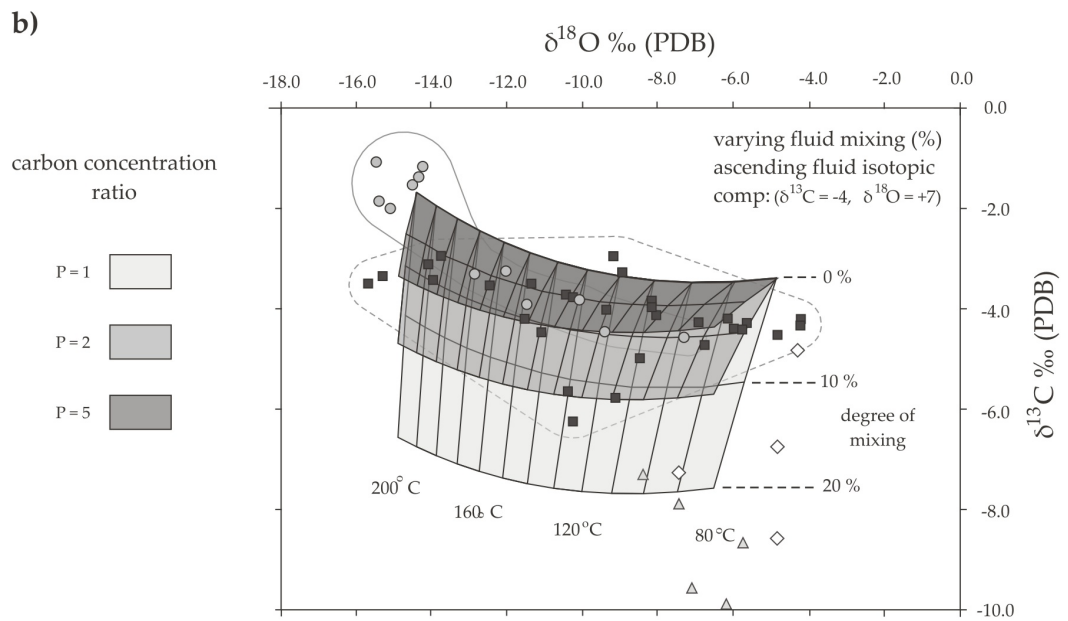 b)
δ¹⁸O ‰ (PDB)
-18.0 -16.0 -14.0 -12.0 -10.0 -8.0 -6.0 -4.0 -2.0 0.0
0.0
-2.0
-4.0
-6.0
-8.0
-10.0
δ¹³C ‰ (PDB)
carbon concentration
ratio
P = 1
P = 2
P = 5
varying fluid mixing (%)
ascending fluid isotopic
comp: (δ¹³C = -4, δ¹⁸O = +7)
0 %
10 %
degree of
mixing
20 %
200° C
160° C
120 °C
80 °C